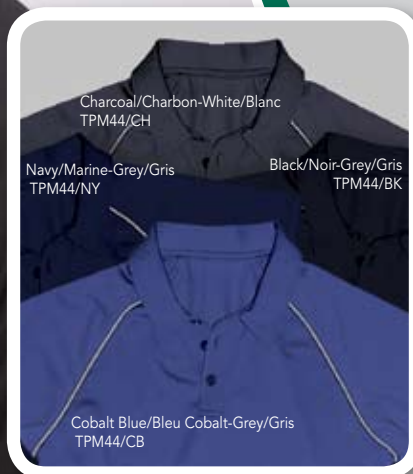 Charcoal/Charbon-White/Blanc
TPM44/CH
Navy/Marine-Grey/Gris
TPM44/NY
Black/Noir-Grey/Gris
TPM44/BK
Cobalt Blue/Bleu Cobalt-Grey/Gris
TPM44/CB